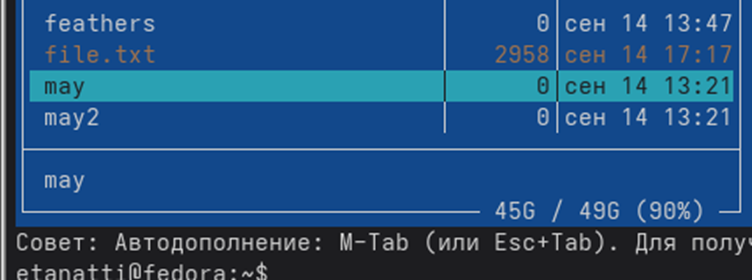 feathers 0 сен 14 13:47
file.txt 2958 сен 14 17:17
may 0 сен 14 13:21
may2 0 сен 14 13:21
may
45G / 49G (90%)
Совет: Автодополнение: M-Tab (или Esc+Tab). Для
etanatti@fedora:~$